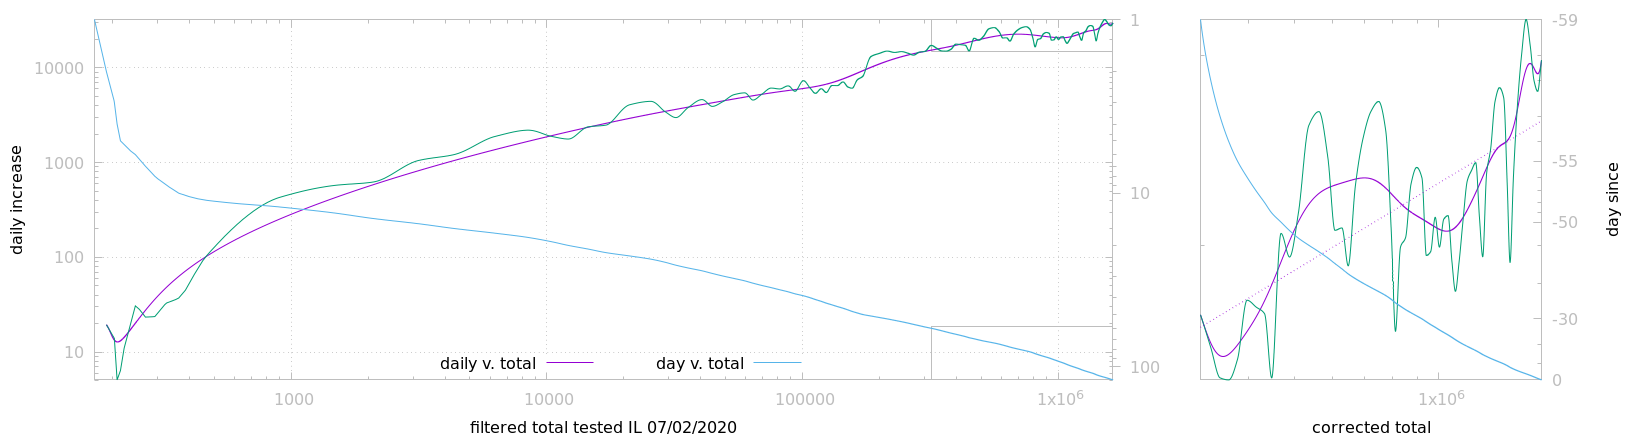 daily increase
10000
1000
100
10
1000
10000
100000
1x10^6
filtered total tested IL 07/02/2020
daily v. total
day v. total
1
10
100
1x10^6
corrected total
-59
-55
-50
-30
0
day since